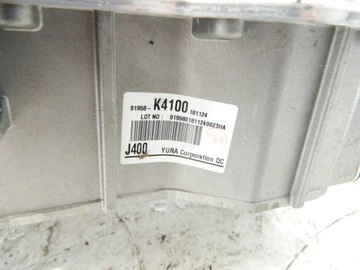 91958- K4100 181124
LOT NO : 9195801811240023HA
J400 YURA Corporation QC